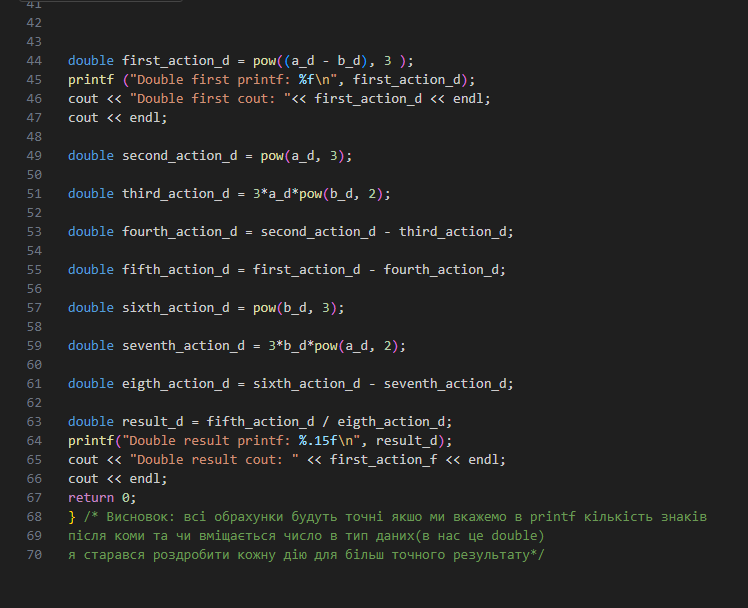 41
42
43
44 double first_action_d = pow((a_d - b_d), 3 );
45 printf ("Double first printf: %f\n", first_action_d);
46 cout << "Double first cout: "<< first_action_d << endl;
47 cout << endl;
48
49 double second_action_d = pow(a_d, 3);
50
51 double third_action_d = 3*a_d*pow(b_d, 2);
52
53 double fourth_action_d = second_action_d - third_action_d;
54
55 double fifth_action_d = first_action_d - fourth_action_d;
56
57 double sixth_action_d = pow(b_d, 3);
58
59 double seventh_action_d = 3*b_d*pow(a_d, 2);
60
61 double eigth_action_d = sixth_action_d - seventh_action_d;
62
63 double result_d = fifth_action_d / eigth_action_d;
64 printf("Double result printf: %.15f\n", result_d);
65 cout << "Double result cout: " << first_action_f << endl;
66 cout << endl;
67 return 0;
68 } /* Висновок: всі обрахунки будуть точні якшо ми вкажемо в printf кількість знаків
69 після коми та чи вміщається число в тип даних(в нас це double)
70 я старався роздробити кожну дію для більш точного результату*/